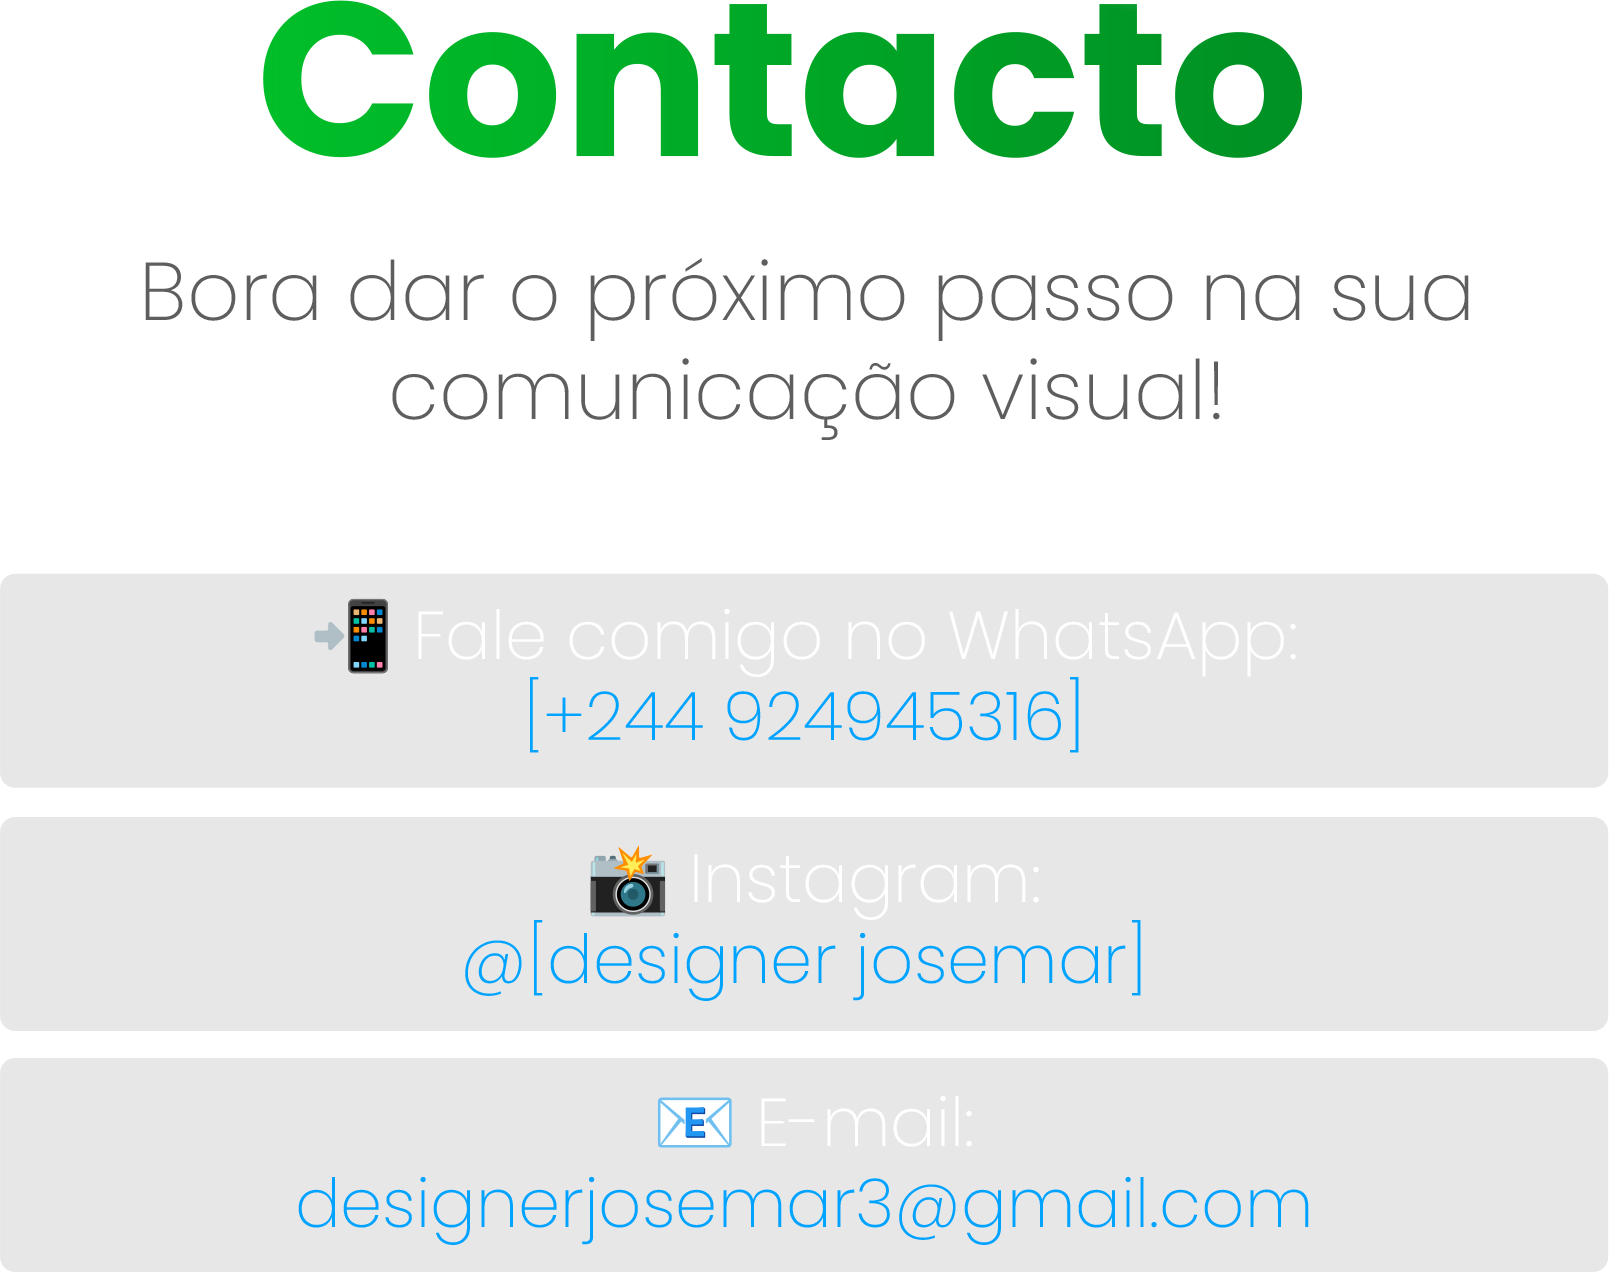 Contacto
Bora dar o próximo passo na sua
comunicação visual!
📲 Fale comigo no WhatsApp:
[+244 924945316]
📸 Instagram:
@[designer josemar]
📧 E-mail:
designerjosemar3@gmail.com